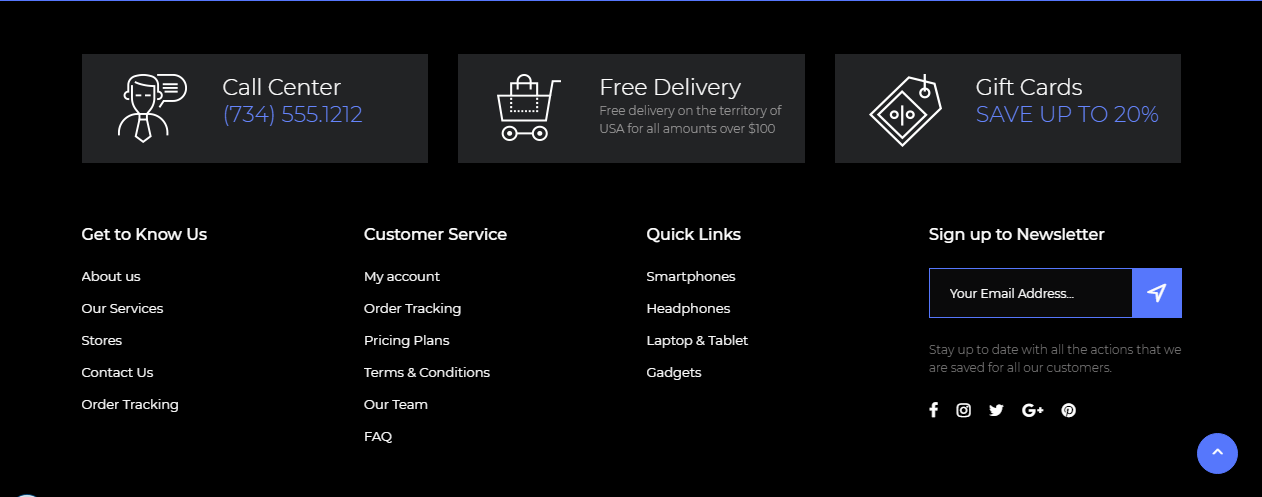 Call Center
(734) 555.1212
Free Delivery
Free delivery on the territory of
USA for all amounts over $100
Gift Cards
SAVE UP TO 20%
Get to Know Us
About us
Our Services
Stores
Contact Us
Order Tracking
Customer Service
My account
Order Tracking
Pricing Plans
Terms & Conditions
Our Team
FAQ
Quick Links
Smartphones
Headphones
Laptop & Tablet
Gadgets
Sign up to Newsletter
Your Email Address...
Stay up to date with all the actions that we
are saved for all our customers.